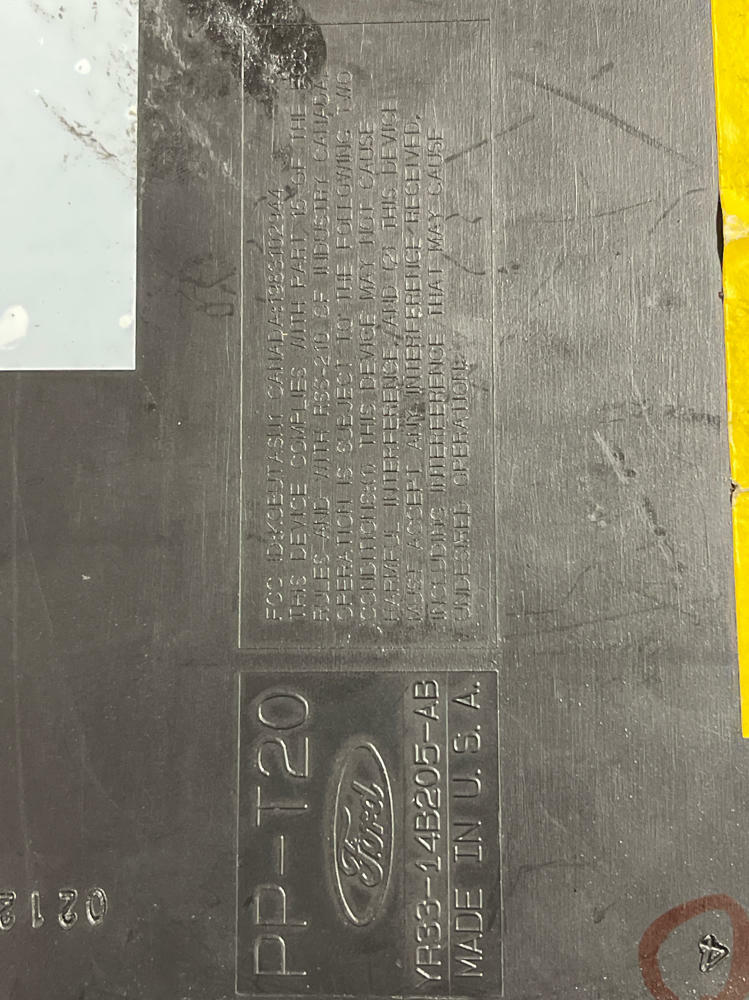 FCC ID:KOBUTASU1 CANADA:1983102944
THIS DEVICE COMPLIES WITH PART 15 OF THE FCC
RULES AND WITH RSS-210 OF INDUSTRY CANADA.
OPERATION IS SUBJECT TO THE FOLLOWING TWO
CONDITIONS:(1) THIS DEVICE MAY NOT CAUSE
HARMFUL INTERFERENCE, AND (2) THIS DEVICE
MUST ACCEPT ANY INTERFERENCE RECEIVED,
INCLUDING INTERFERENCE THAT MAY CAUSE
UNDESIRED OPERATION.
PP-T20
Ford
YR33-14B205-AB
MADE IN U.S.A.
0212
4